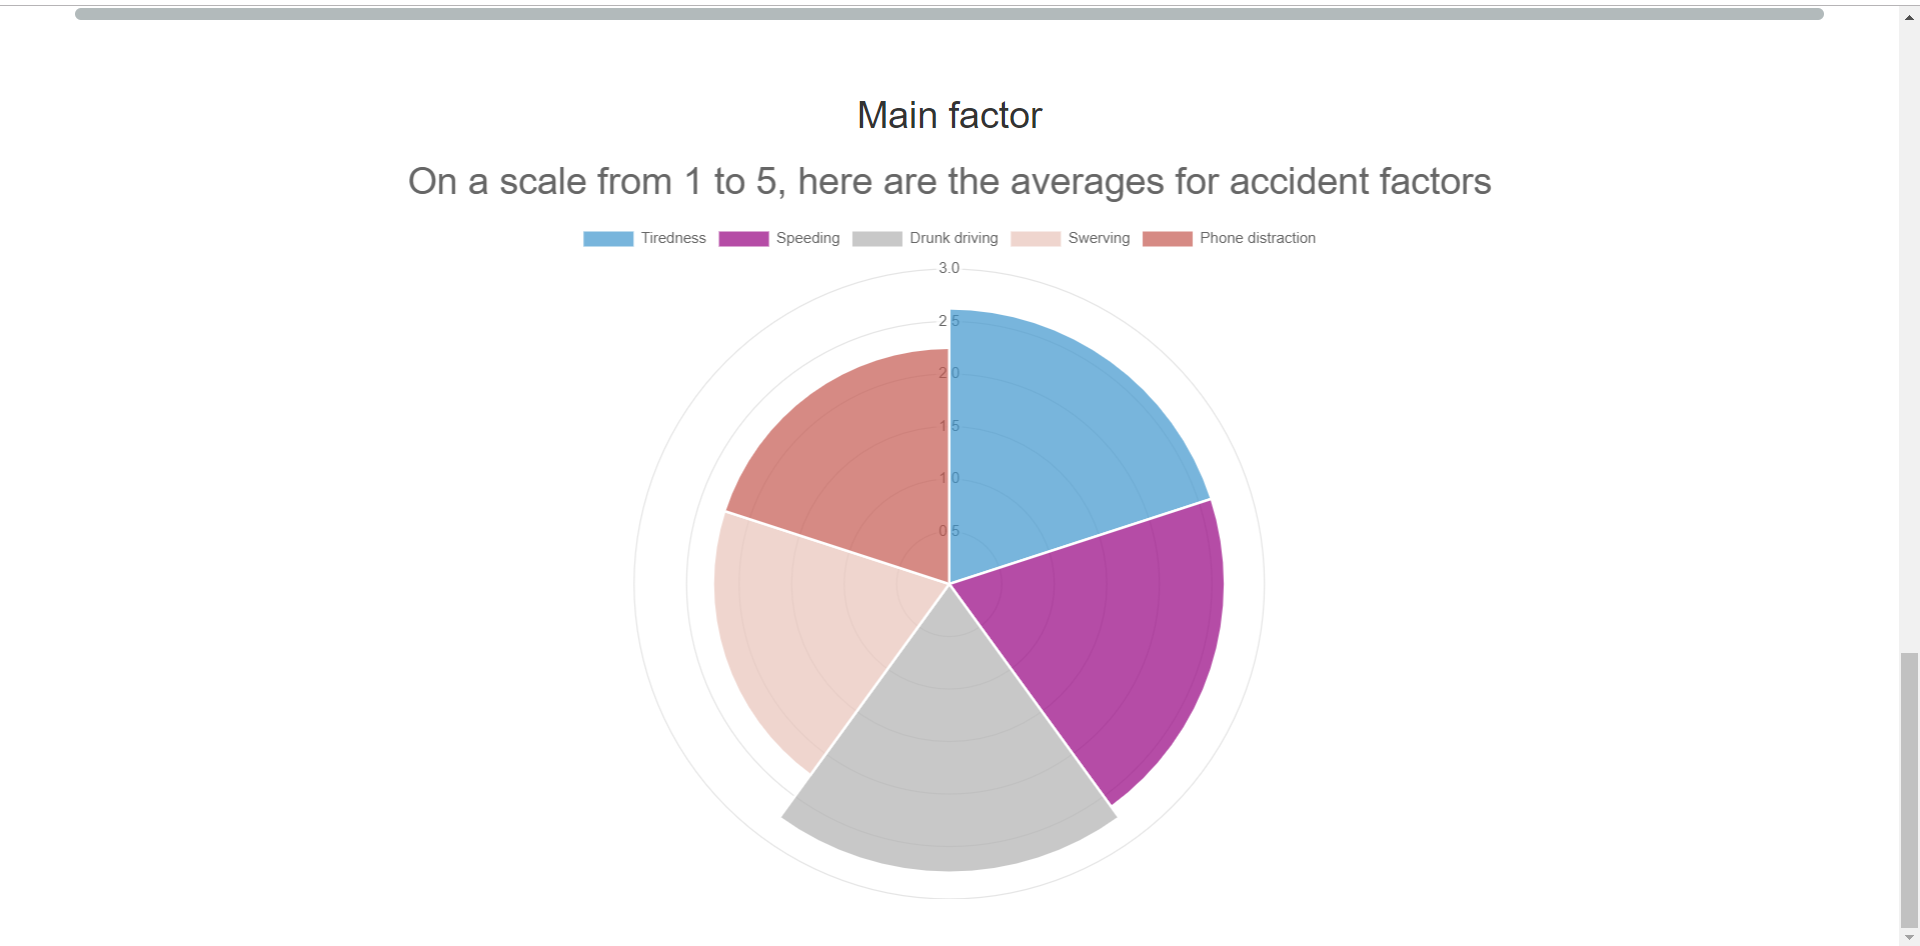 Main factor
On a scale from 1 to 5, here are the averages for accident factors
Tiredness Speeding Drunk driving Swerving Phone distraction
3.0
2.5
2.0
1.5
1.0
0.5